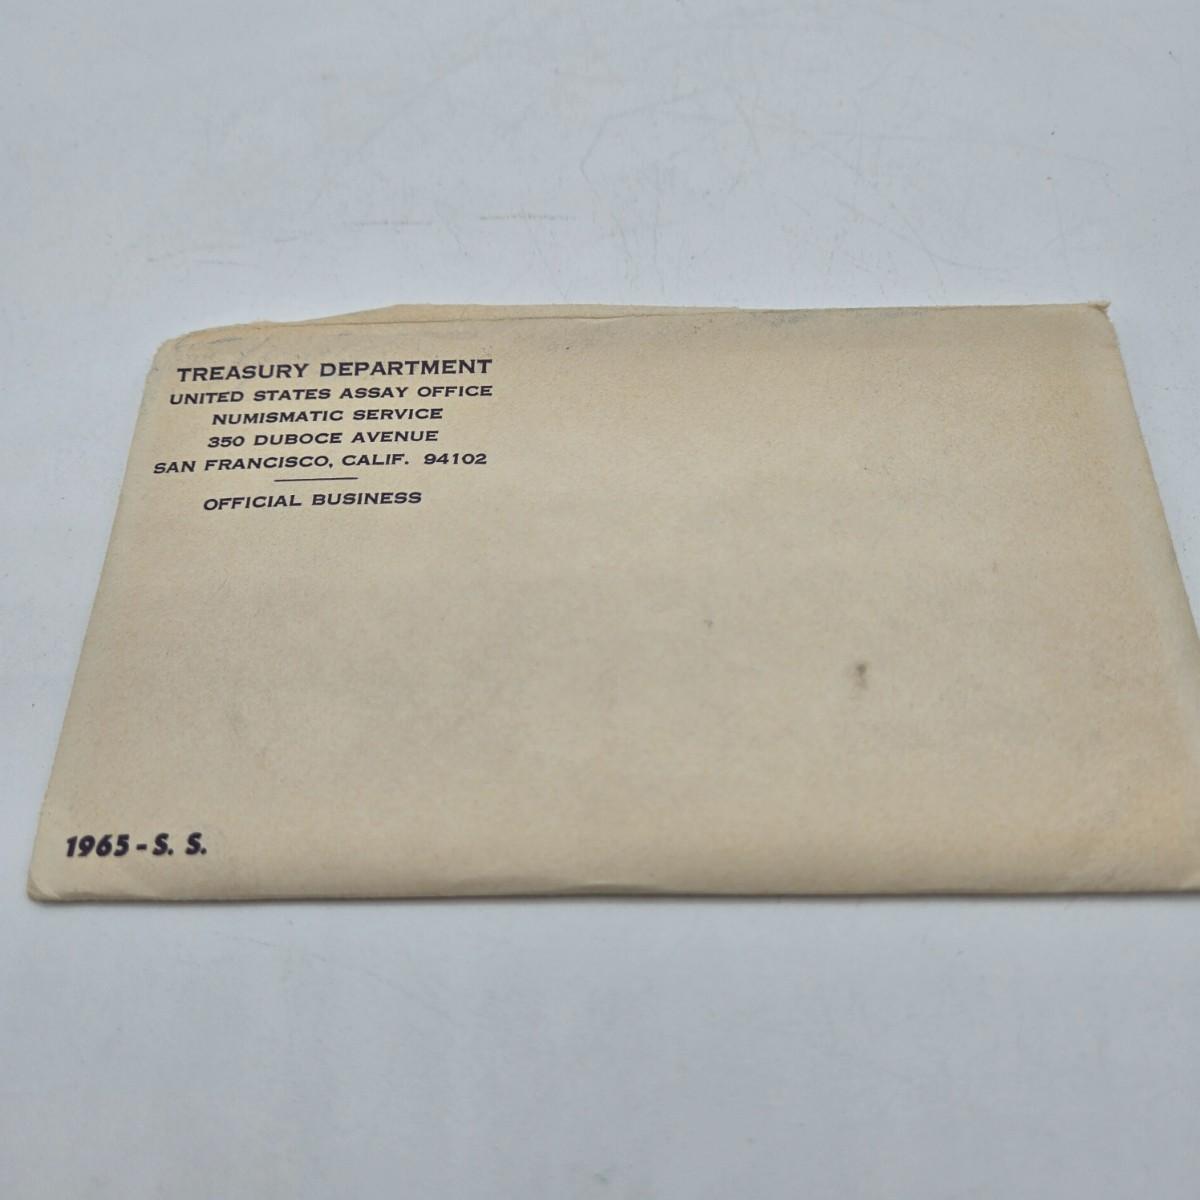 TREASURY DEPARTMENT
UNITED STATES ASSAY OFFICE
NUMISMATIC SERVICE
350 DUBOCE AVENUE
SAN FRANCISCO, CALIF. 94102
OFFICIAL BUSINESS
1965-S. S.